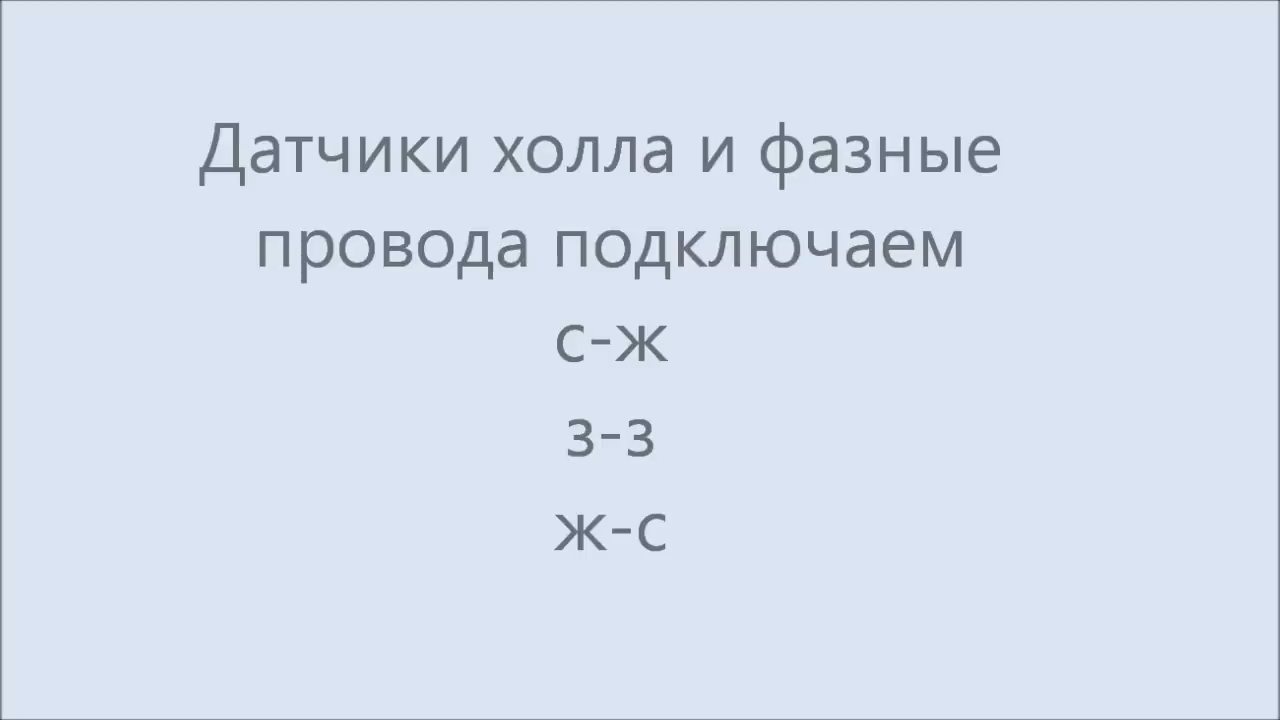 Датчики холла и фазные
провода подключаем
с-ж
з-з
ж-с